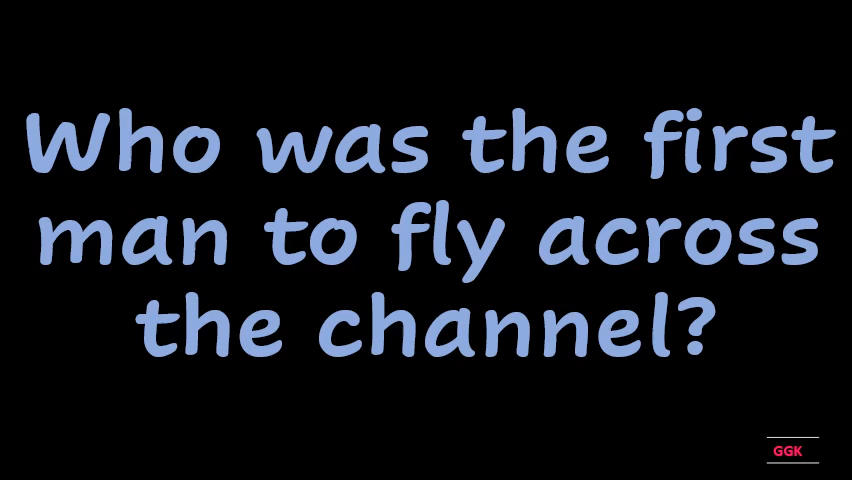 Who was the first
man to fly across
the channel?
GGK